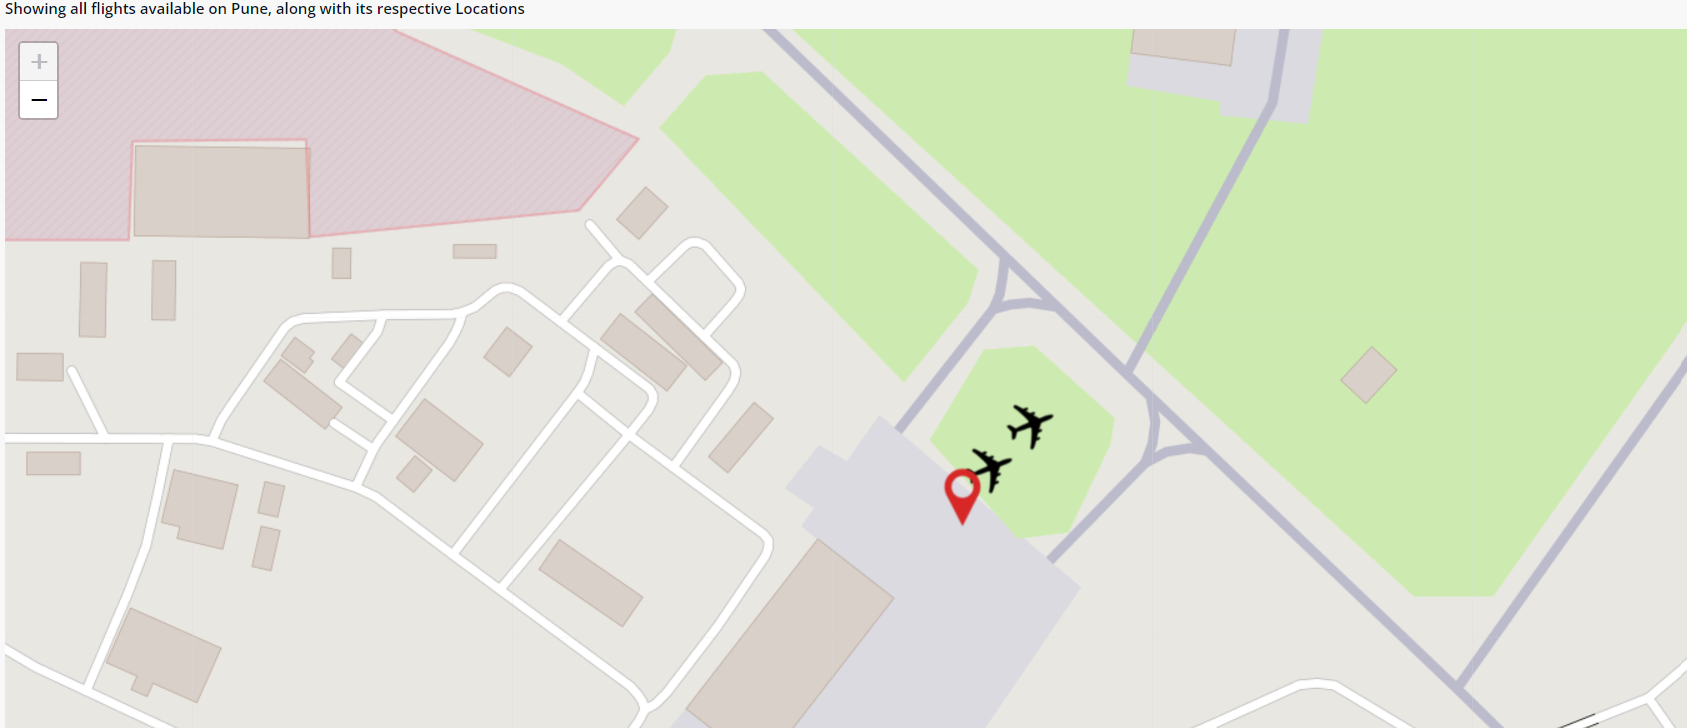 Showing all flights available on Pune, along with its respective Locations
+
−